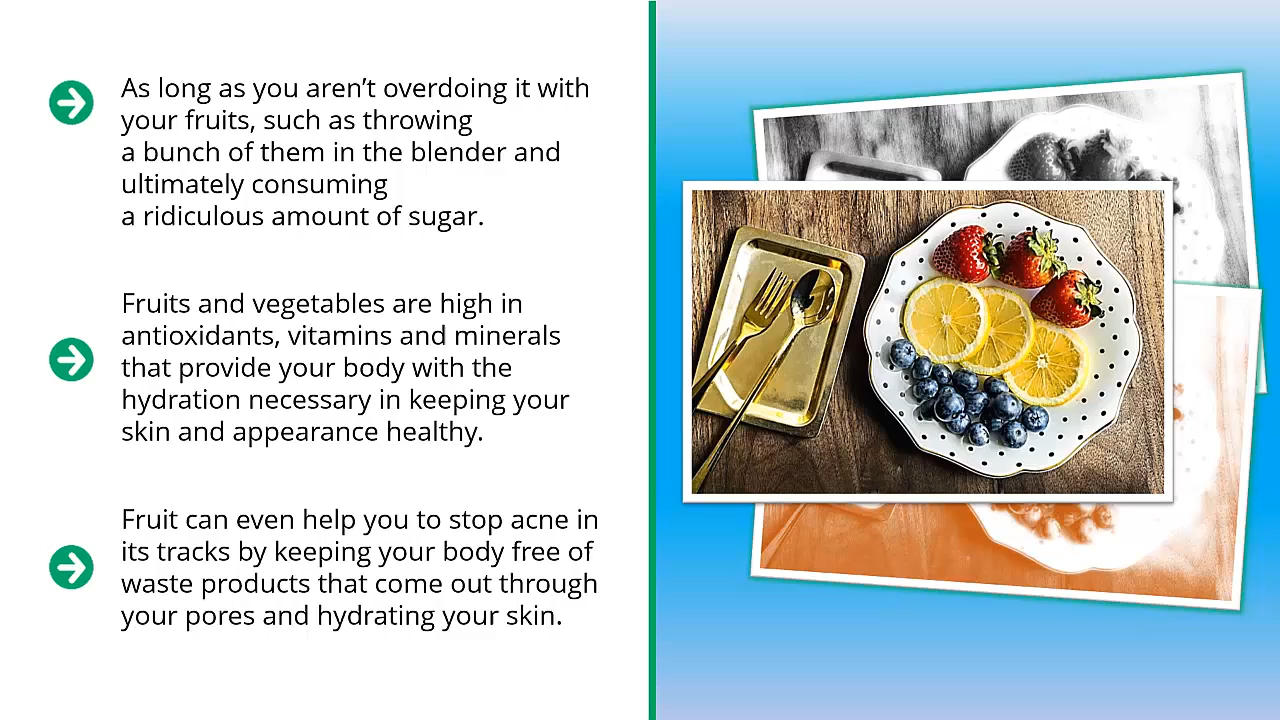 As long as you aren’t overdoing it with
your fruits, such as throwing
a bunch of them in the blender and
ultimately consuming
a ridiculous amount of sugar.
Fruits and vegetables are high in
antioxidants, vitamins and minerals
that provide your body with the
hydration necessary in keeping your
skin and appearance healthy.
Fruit can even help you to stop acne in
its tracks by keeping your body free of
waste products that come out through
your pores and hydrating your skin.